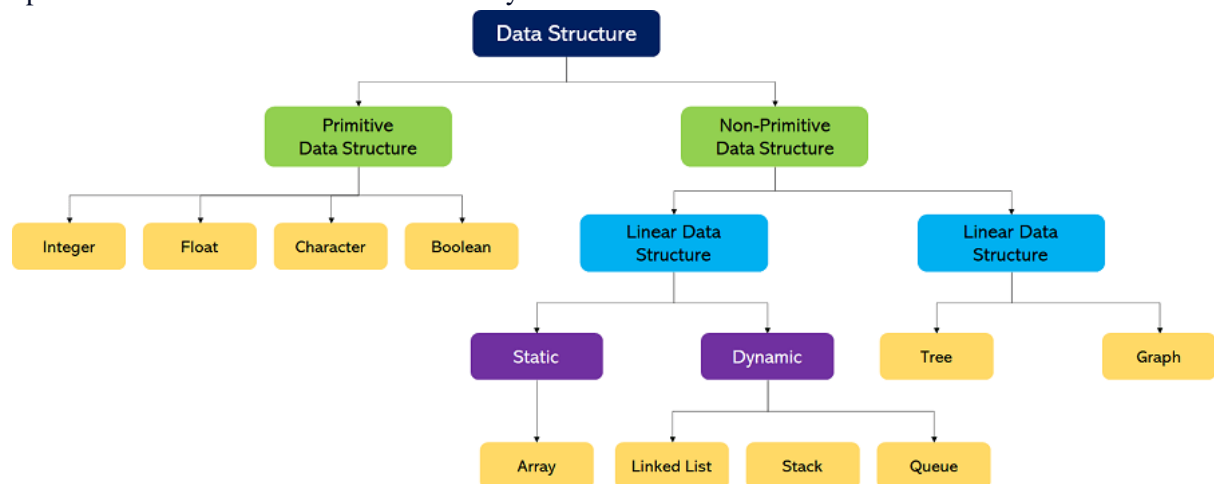 Data Structure
Primitive
Data Structure
Non-Primitive
Data Structure
Integer
Float
Character
Boolean
Linear Data
Structure
Linear Data
Structure
Static
Dynamic
Tree
Graph
Array
Linked List
Stack
Queue